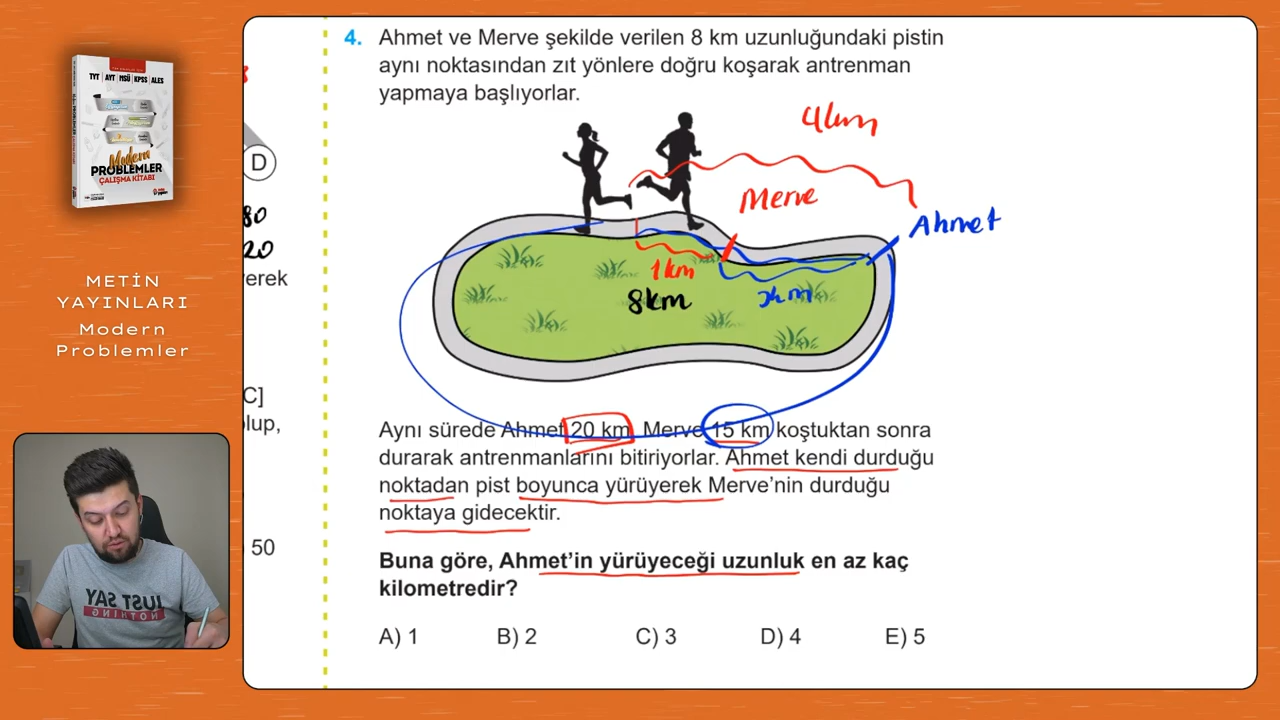 TYT AYT MSÜ KPSS ALES
Modern
PROBLEMLER
ÇALIŞMA KİTABI
METİN
YAYINLARI
Modern
Problemler
JUST SAY
NOTHING
D
80
20
erek
C]
lup,
50
4. Ahmet ve Merve şekilde verilen 8 km uzunluğundaki pistin
aynı noktasından zıt yönlere doğru koşarak antrenman
yapmaya başlıyorlar.
4km
Merve
Ahmet
1km
8km
Aynı sürede Ahmet 20 km, Merve 15 km koştuktan sonra
durarak antrenmanlarını bitiriyorlar. Ahmet kendi durduğu
noktadan pist boyunca yürüyerek Merve'nin durduğu
noktaya gidecektir.
Buna göre, Ahmet'in yürüyeceği uzunluk en az kaç
kilometredir?
A) 1 B) 2 C) 3 D) 4 E) 5